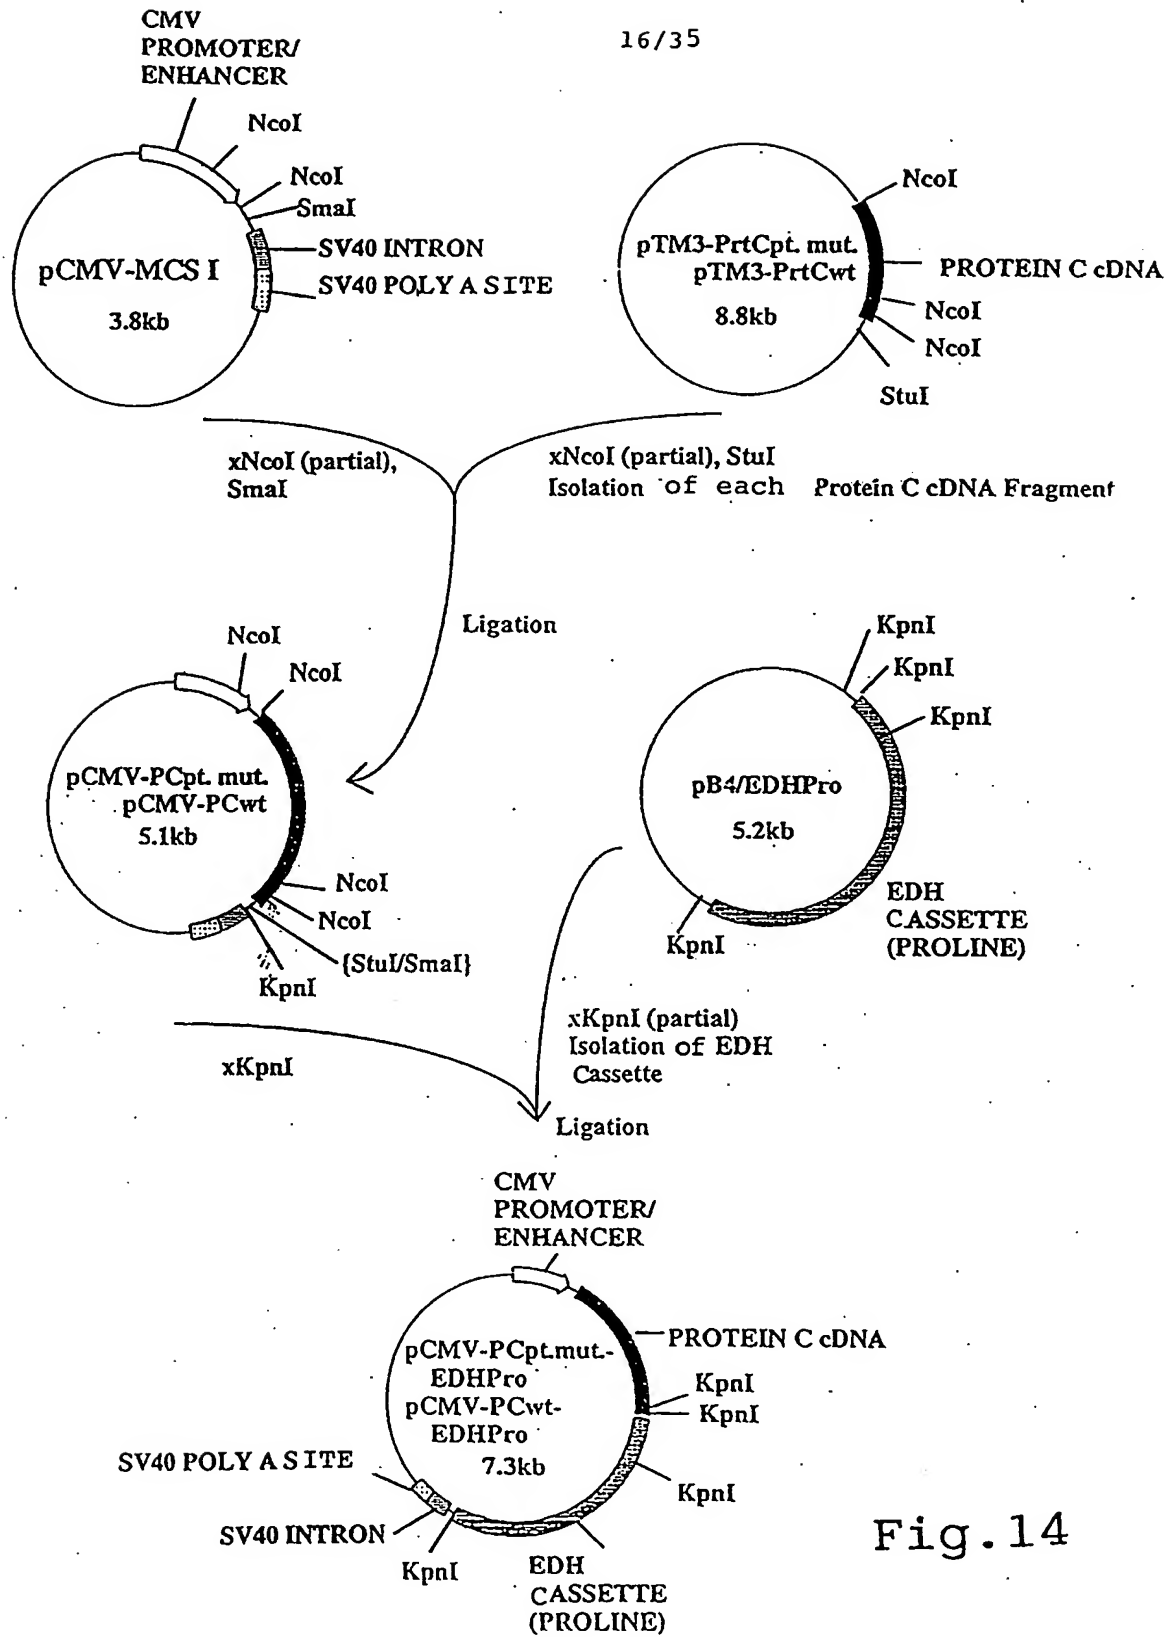 16/35
CMV
PROMOTER/
ENHANCER
NcoI
NcoI
SmaI
SV40 INTRON
SV40 POLY A SITE
pCMV-MCS I
3.8kb
NcoI
pTM3-PrtCpt. mut.
pTM3-PrtCwt
8.8kb
PROTEIN C cDNA
NcoI
NcoI
StuI
xNcoI (partial),
SmaI
xNcoI (partial), StuI
Isolation of each Protein C cDNA Fragment
Ligation
NcoI
NcoI
pCMV-PCpt. mut.
pCMV-PCwt
5.1kb
NcoI
NcoI
{StuI/SmaI}
KpnI
KpnI
KpnI
KpnI
pB4/EDHPro
5.2kb
EDH
CASSETTE
(PROLINE)
KpnI
xKpnI
xKpnI (partial)
Isolation of EDH
Cassette
Ligation
CMV
PROMOTER/
ENHANCER
pCMV-PCpt.mut.-
EDHPro
pCMV-PCwt-
EDHPro
7.3kb
PROTEIN C cDNA
KpnI
KpnI
KpnI
SV40 POLY A SITE
SV40 INTRON
KpnI
EDH
CASSETTE
(PROLINE)
Fig.14